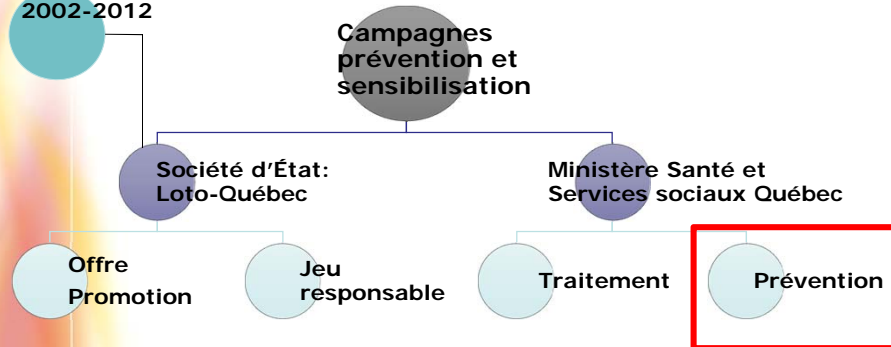 2002-2012
Campagnes
prévention et
sensibilisation
Société d'État:
Loto-Québec
Ministère Santé et
Services sociaux Québec
Offre
Promotion
Jeu
responsable
Traitement
Prévention